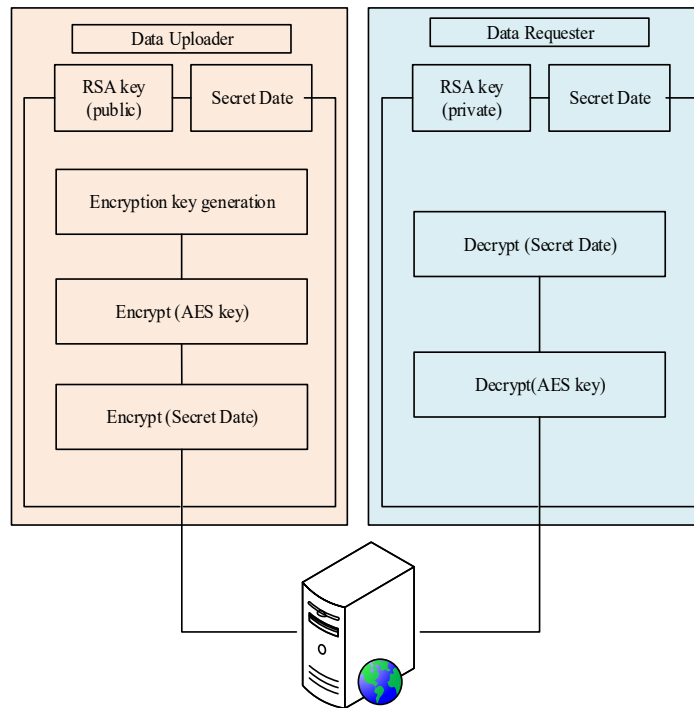 Data Uploader
RSA key
(public)
Secret Date
Encryption key generation
Encrypt (AES key)
Encrypt (Secret Date)
Data Requester
RSA key
(private)
Secret Date
Decrypt (Secret Date)
Decrypt(AES key)